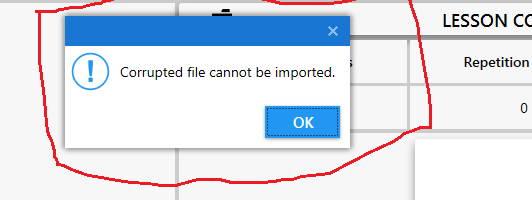 LESSON CO
Corrupted file cannot be imported.
s
Repetition
0
OK